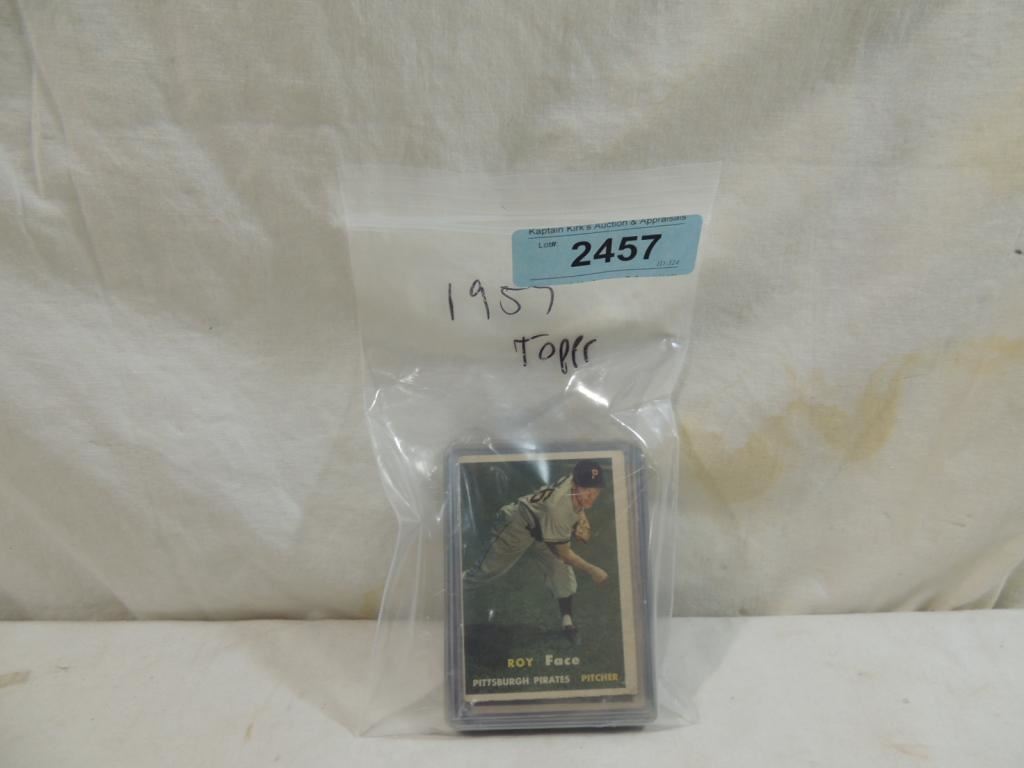 Kaptain Kirk's Auction & Appraisals
Lot#: 2457
1957
Topps
P
ROY Face
PITTSBURGH PIRATES PITCHER